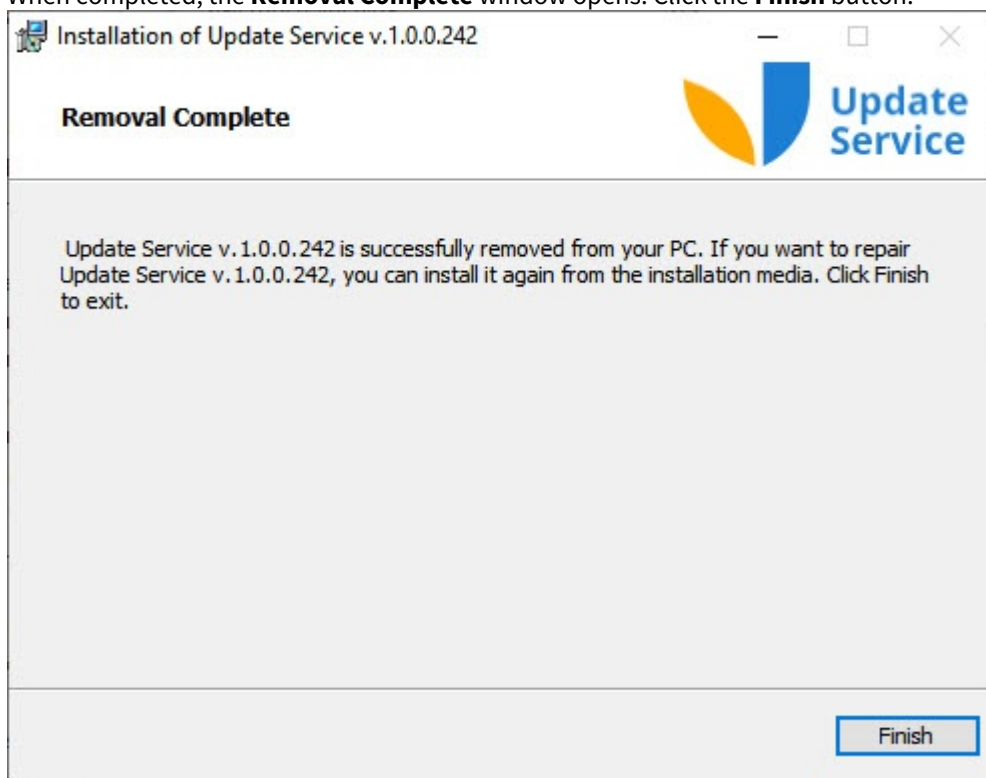 When completed, the Removal Complete window opens. Click the Finish button.
Installation of Update Service v.1.0.0.242
Removal Complete
Update
Service
Update Service v.1.0.0.242 is successfully removed from your PC. If you want to repair
Update Service v.1.0.0.242, you can install it again from the installation media. Click Finish
to exit.
Finish